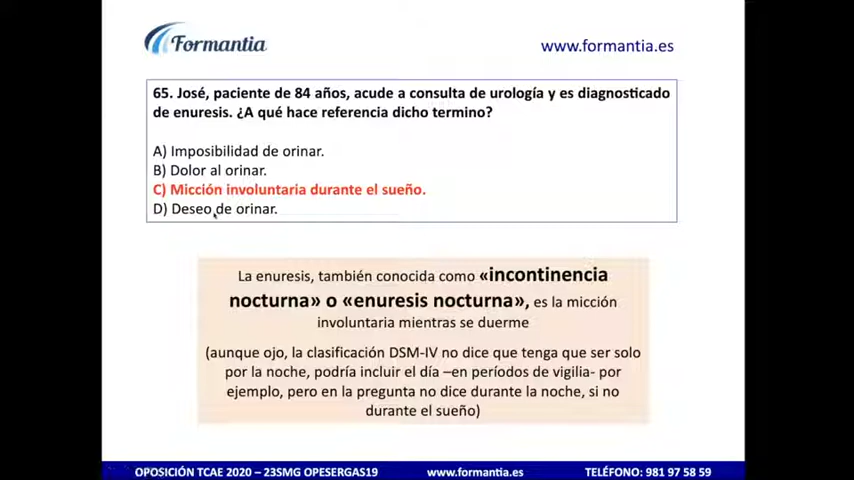 Formantia
www.formantia.es
65. José, paciente de 84 años, acude a consulta de urología y es diagnosticado
de enuresis. ¿A qué hace referencia dicho termino?
A) Imposibilidad de orinar.
B) Dolor al orinar.
C) Micción involuntaria durante el sueño.
D) Deseo de orinar.
La enuresis, también conocida como «incontinencia
nocturna» o «enuresis nocturna», es la micción
involuntaria mientras se duerme
(aunque ojo, la clasificación DSM-IV no dice que tenga que ser solo
por la noche, podría incluir el día –en períodos de vigilia- por
ejemplo, pero en la pregunta no dice durante la noche, si no
durante el sueño)
OPOSICIÓN TCAE 2020 – 23SMG OPESERGAS19
www.formantia.es
TELÉFONO: 981 97 58 59